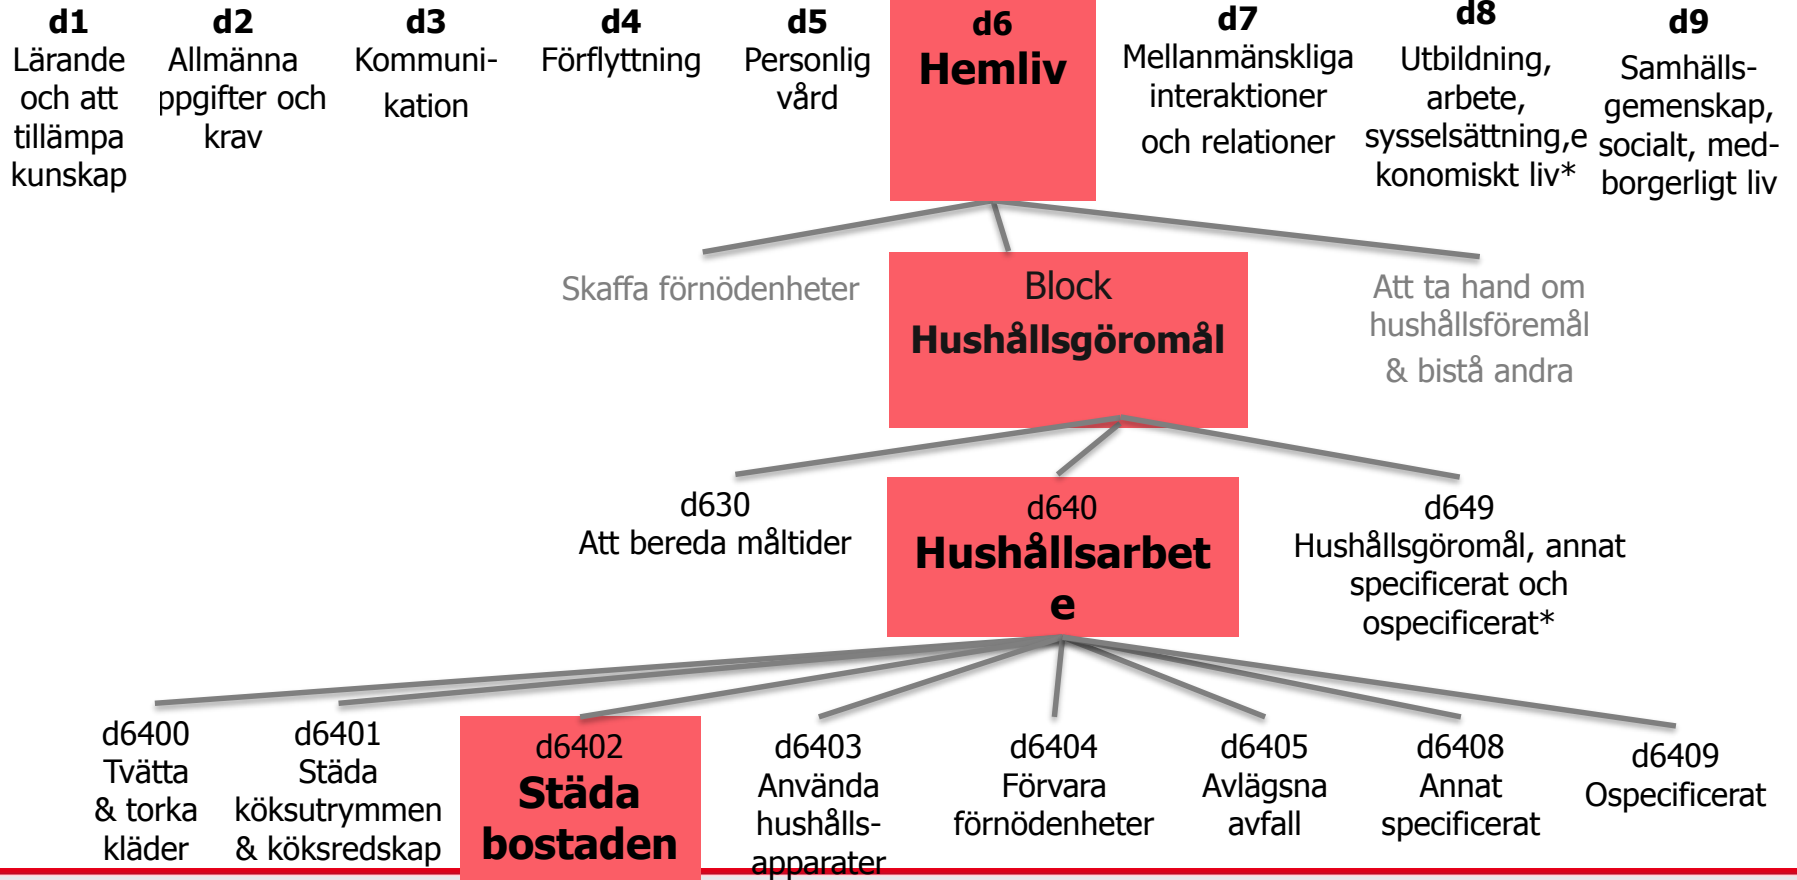 d1
Lärande
och att
tillämpa
kunskap
d2
Allmänna
ppgifter och
krav
d3
Kommuni-
kation
d4
Förflyttning
d5
Personlig
vård
d6
Hemliv
d7
Mellanmänskliga
interaktioner
och relationer
d8
Utbildning,
arbete,
sysselsättning,e
konomiskt liv*
d9
Samhälls-
gemenskap,
socialt, med-
borgerligt liv
Skaffa förnödenheter
Block
Hushållsgöromål
Att ta hand om
hushållsföremål
& bistå andra
d630
Att bereda måltider
d640
Hushållsarbet
e
d649
Hushållsgöromål, annat
specificerat och
ospecificerat*
d6400
Tvätta
& torka
kläder
d6401
Städa
köksutrymmen
& köksredskap
d6402
Städa
bostaden
d6403
Använda
hushålls-
apparater
d6404
Förvara
förnödenheter
d6405
Avlägsna
avfall
d6408
Annat
specificerat
d6409
Ospecificerat